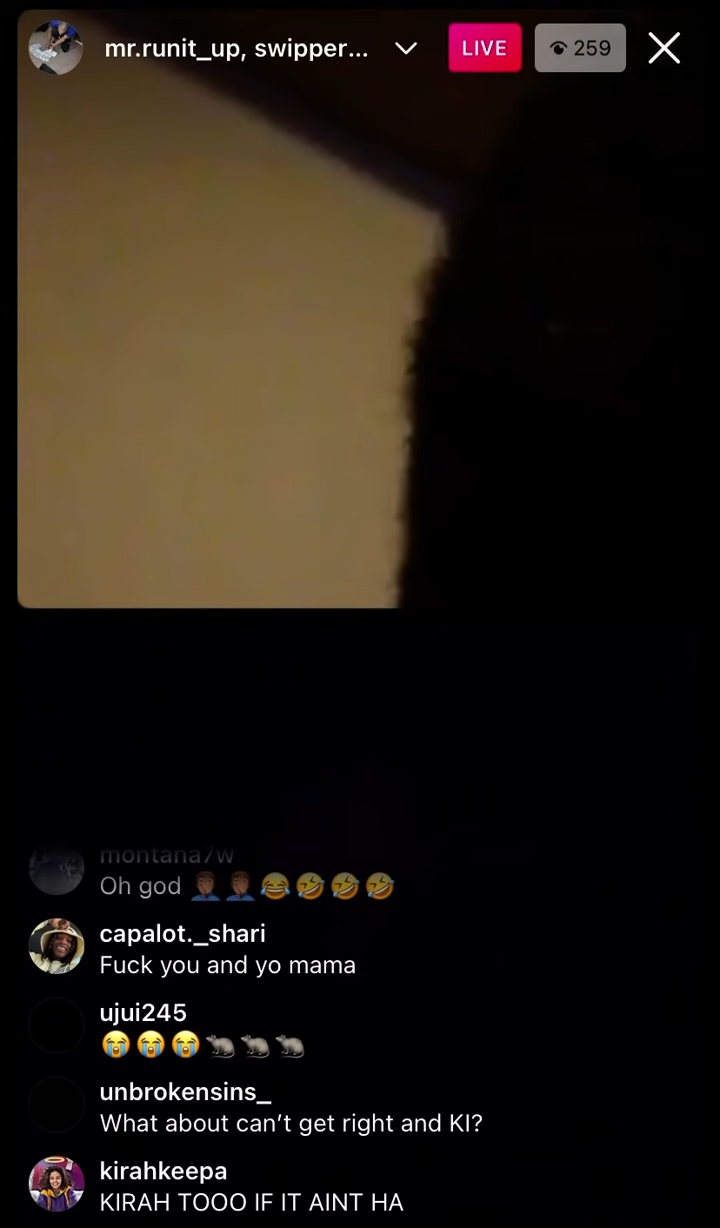 mr.runit_up, swipper...
LIVE
259
montana7w
Oh god 🤦🏾‍♂️🤦🏾‍♂️😂🤣🤣🤣
capalot._shari
Fuck you and yo mama
ujui245
😭😭😭🐀🐀🐀
unbrokensins_
What about can’t get right and KI?
kirahkeepa
KIRAH TOOO IF IT AINT HA